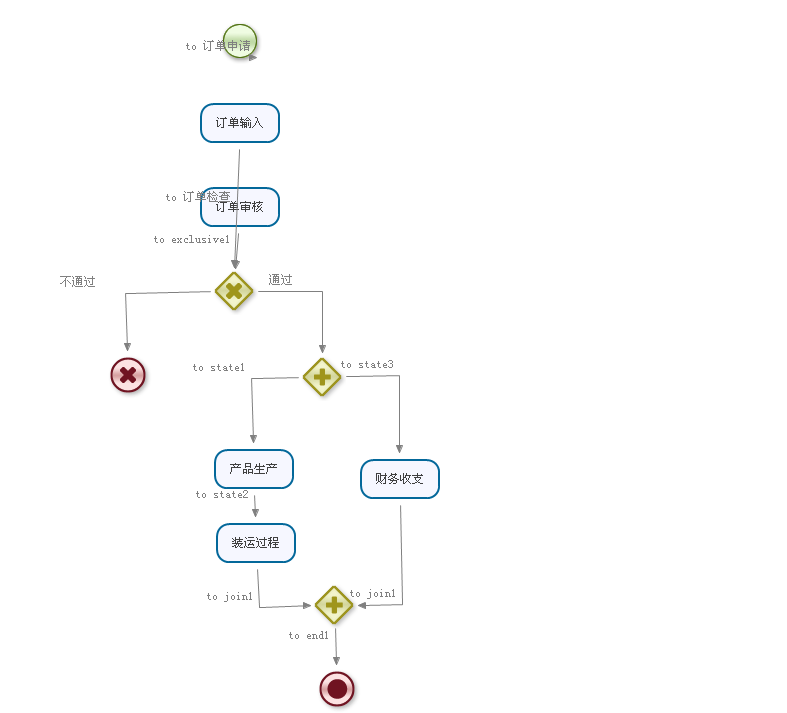 to 订单申请
订单输入
to 订单检查
订单审核
to exclusive1
不通过
通过
to state1
to state3
产品生产
财务收支
to state2
装运过程
to join1
to join1
to end1